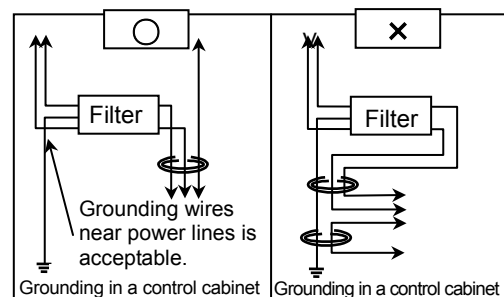 ○
×
Filter
Filter
Grounding wires
near power lines is
acceptable.
Grounding in a control cabinet
Grounding in a control cabinet